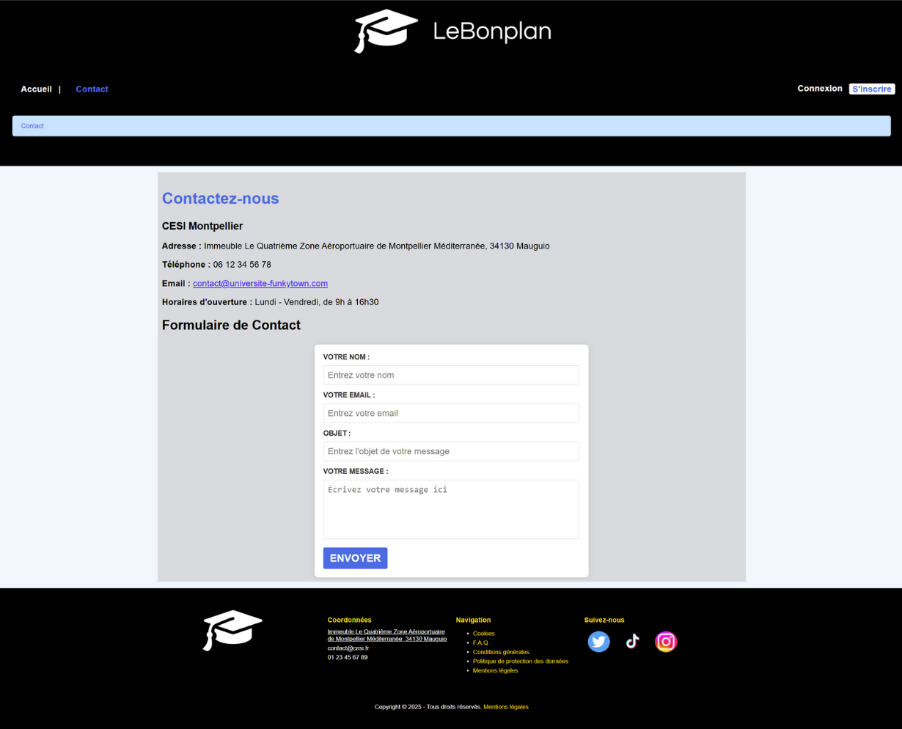 LeBonplan
Accueil | Contact
Connexion S'inscrire
Contact
Contactez-nous
CESI Montpellier
Adresse : Immeuble Le Quatrième Zone Aéroportuaire de Montpellier Méditerranée, 34130 Mauguio
Téléphone : 06 12 34 56 78
Email : contact@universite-funkytown.com
Horaires d'ouverture : Lundi - Vendredi, de 9h à 16h30
Formulaire de Contact
VOTRE NOM :
Entrez votre nom
VOTRE EMAIL :
Entrez votre email
OBJET :
Entrez l'objet de votre message
VOTRE MESSAGE :
Écrivez votre message ici
ENVOYER
Coordonnées
Immeuble Le Quatrième Zone Aéroportuaire
de Montpellier Méditerranée, 34130 Mauguio
contact@cesi.fr
01 23 45 67 89
Navigation
Cookies
F.A.Q
Conditions générales
Politique de protection des données
Mentions légales
Suivez-nous
Copyright © 2025 - Tous droits réservés. Mentions légales